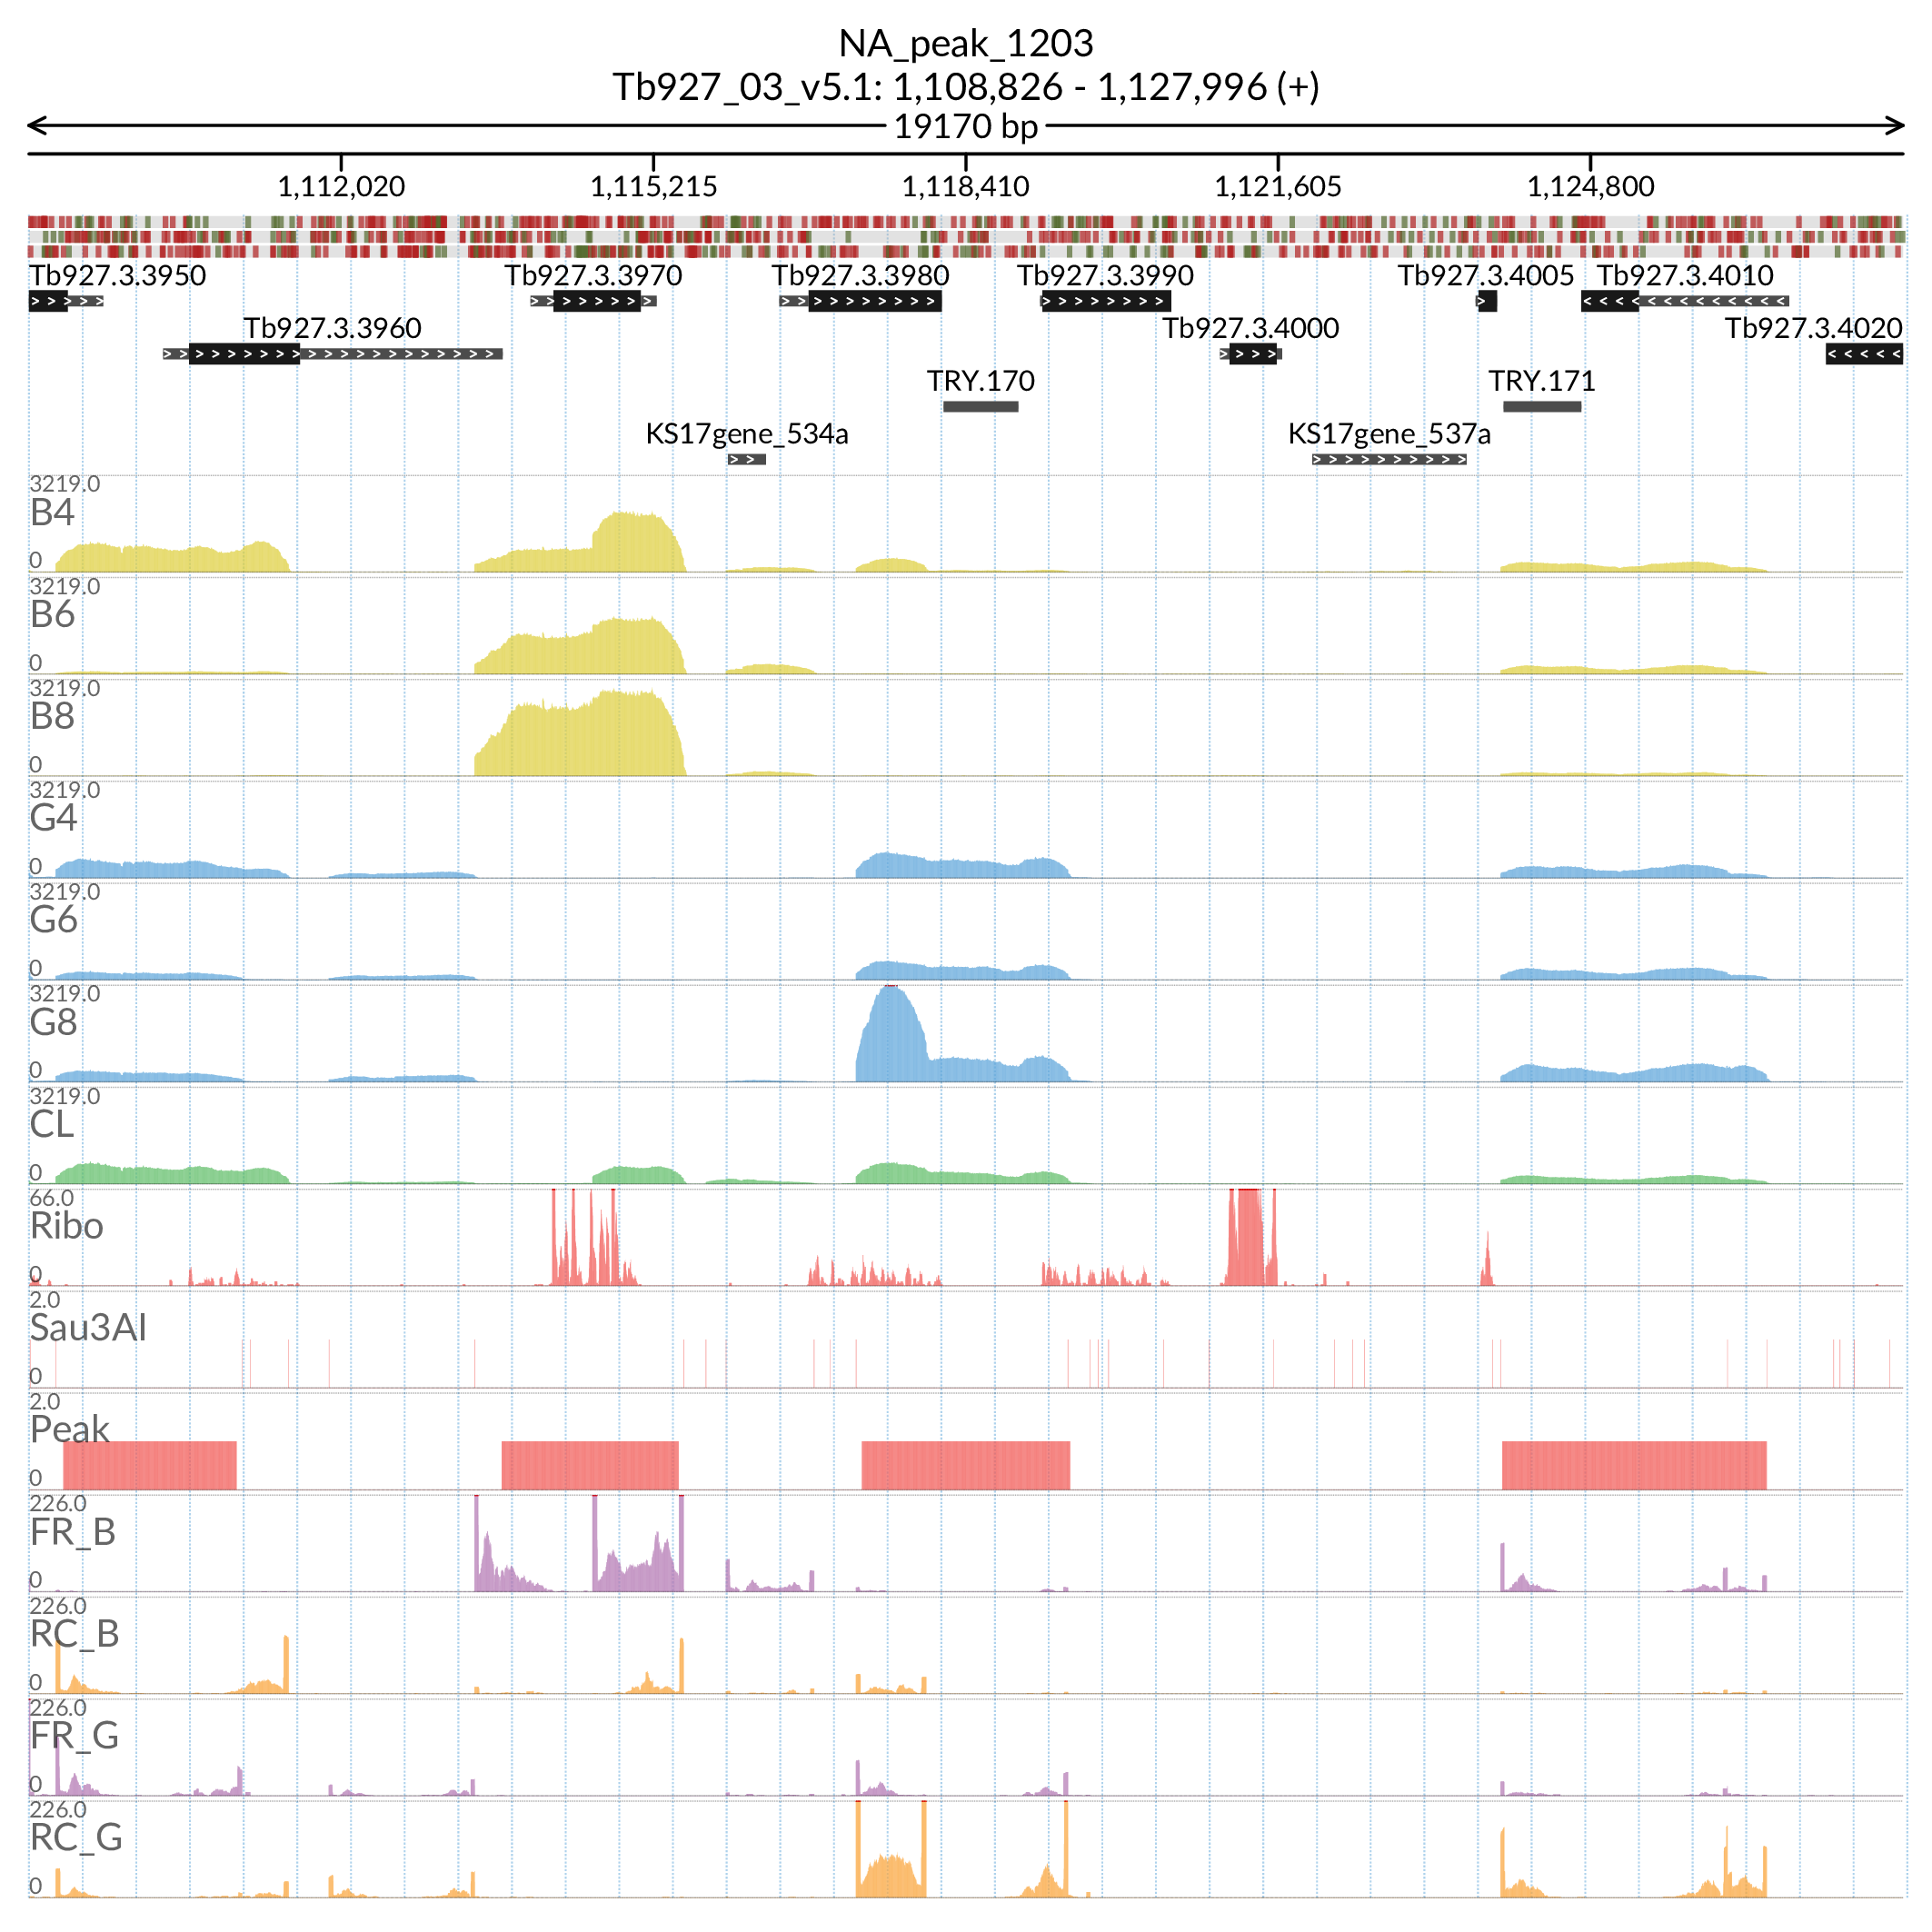 NA_peak_1203
Tb927_03_v5.1: 1,108,826 - 1,127,996 (+)
19170 bp
1,112,020 1,115,215 1,118,410 1,121,605 1,124,800
Tb927.3.3950 Tb927.3.3970 Tb927.3.3980 Tb927.3.3990 Tb927.3.4005 Tb927.3.4010
Tb927.3.3960 Tb927.3.4000 Tb927.3.4020
TRY.170 TRY.171
KS17gene_534a KS17gene_537a
3219.0
B4
0
3219.0
B6
0
3219.0
B8
0
3219.0
G4
0
3219.0
G6
0
3219.0
G8
0
3219.0
CL
0
66.0
Ribo
0
2.0
Sau3AI
0
2.0
Peak
0
226.0
FR_B
0
226.0
RC_B
0
226.0
FR_G
0
226.0
RC_G
0